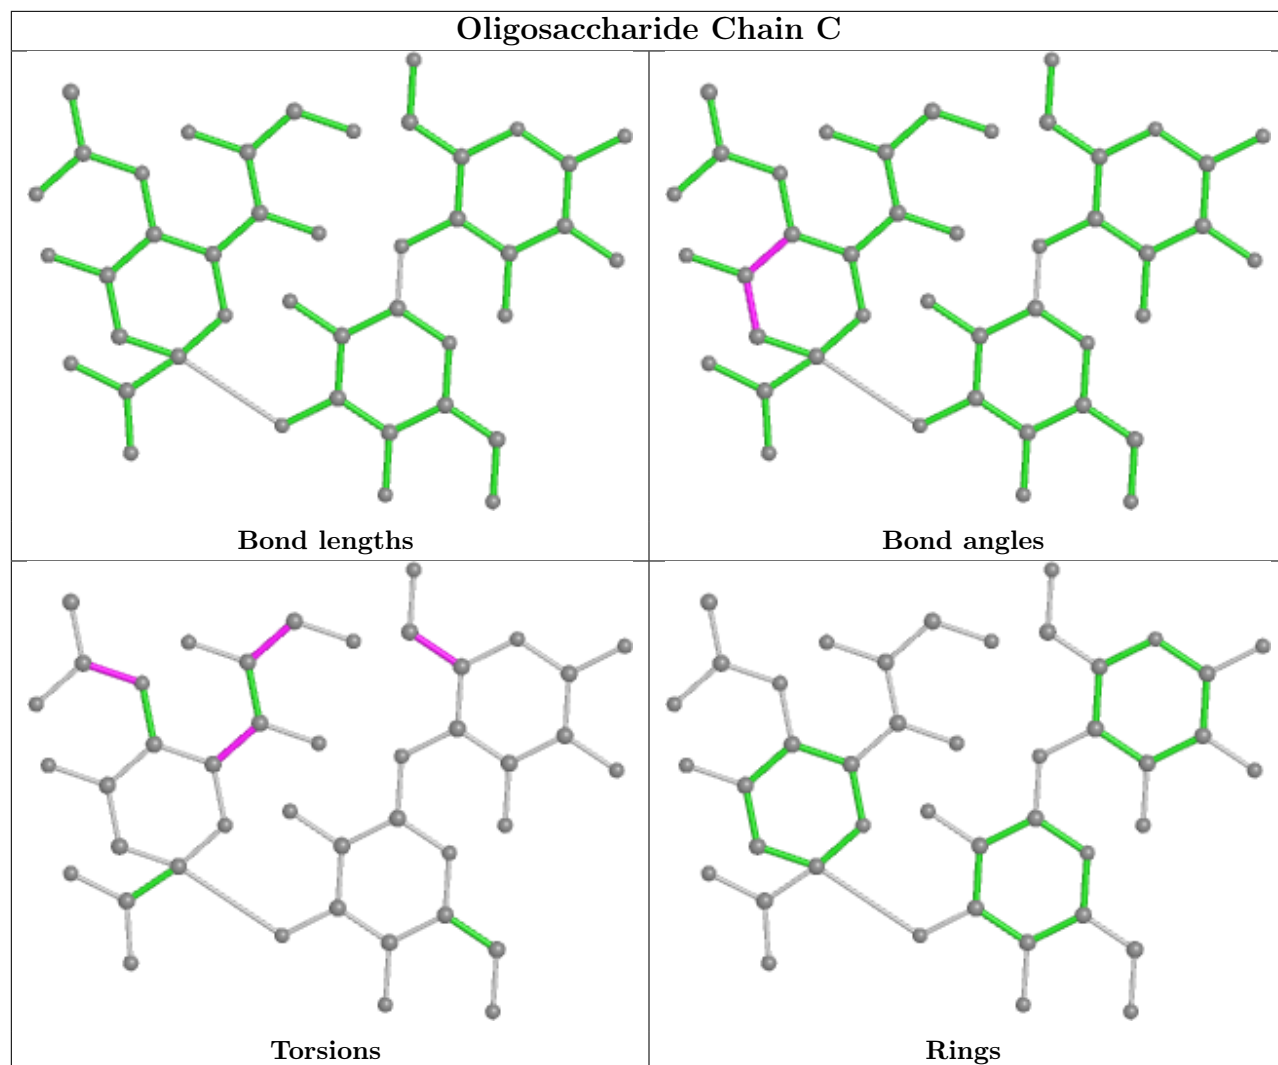 Oligosaccharide Chain C
Bond lengths
Bond angles
Torsions
Rings